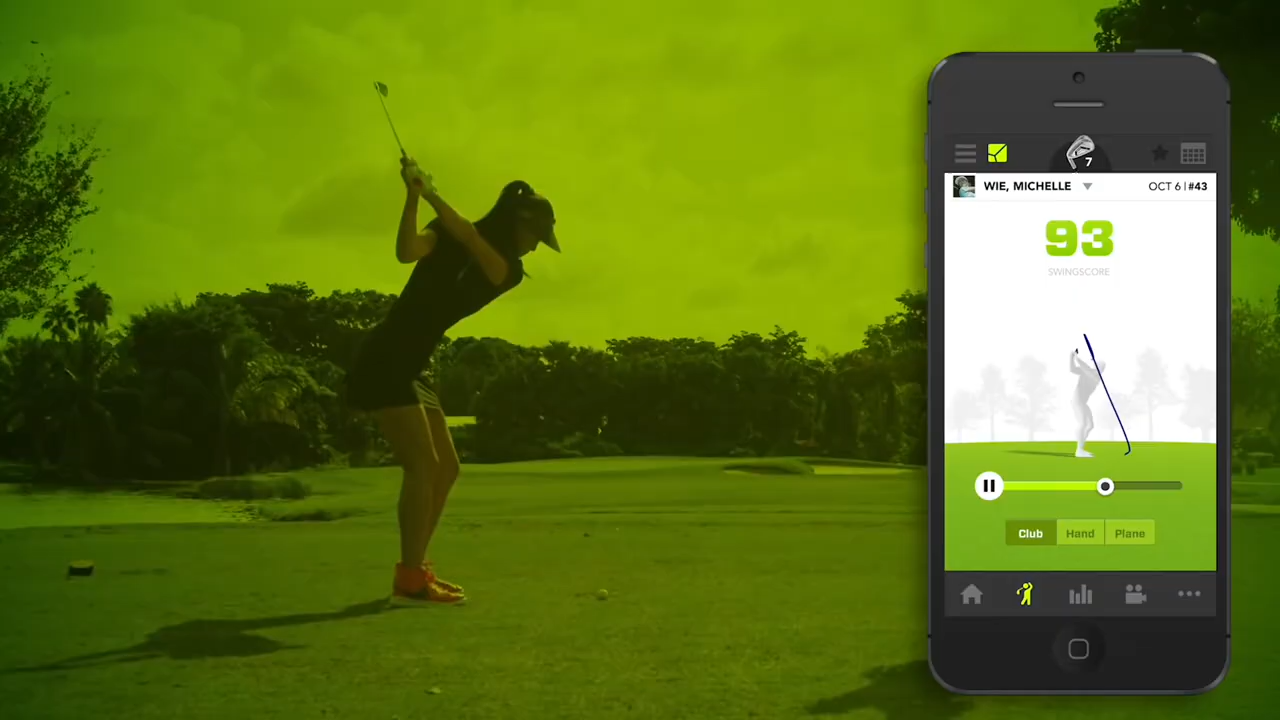 7
WIE, MICHELLE
OCT 6 | #43
93
SWINGSCORE
Club
Hand
Plane